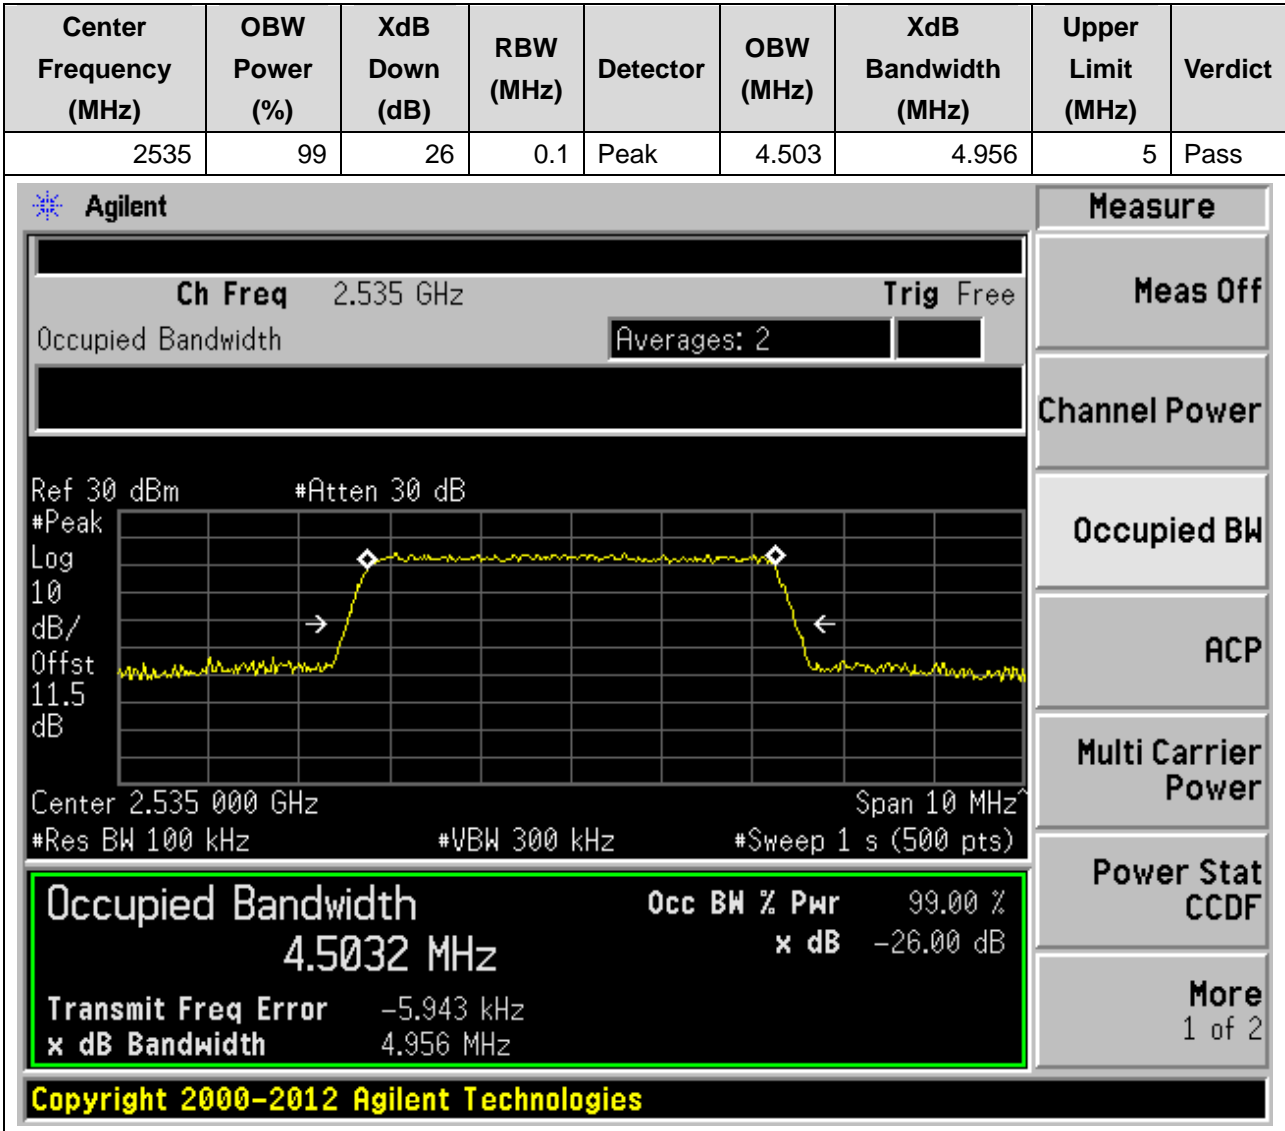 Center Frequency (MHz) OBW Power (%) XdB Down (dB) RBW (MHz) Detector OBW (MHz) XdB Bandwidth (MHz) Upper Limit (MHz) Verdict
2535 99 26 0.1 Peak 4.503 4.956 5 Pass
Agilent
Measure
Ch Freq 2.535 GHz Trig Free
Occupied Bandwidth Averages: 2
Meas Off
Channel Power
Occupied BW
ACP
Multi Carrier
Power
Power Stat
CCDF
More
1 of 2
Ref 30 dBm #Atten 30 dB
#Peak
Log
10
dB/
Offst
11.5
dB
Center 2.535 000 GHz Span 10 MHz^
#Res BW 100 kHz #VBW 300 kHz #Sweep 1 s (500 pts)
Occupied Bandwidth Occ BW % Pwr 99.00 %
4.5032 MHz x dB -26.00 dB
Transmit Freq Error -5.943 kHz
x dB Bandwidth 4.956 MHz
Copyright 2000-2012 Agilent Technologies